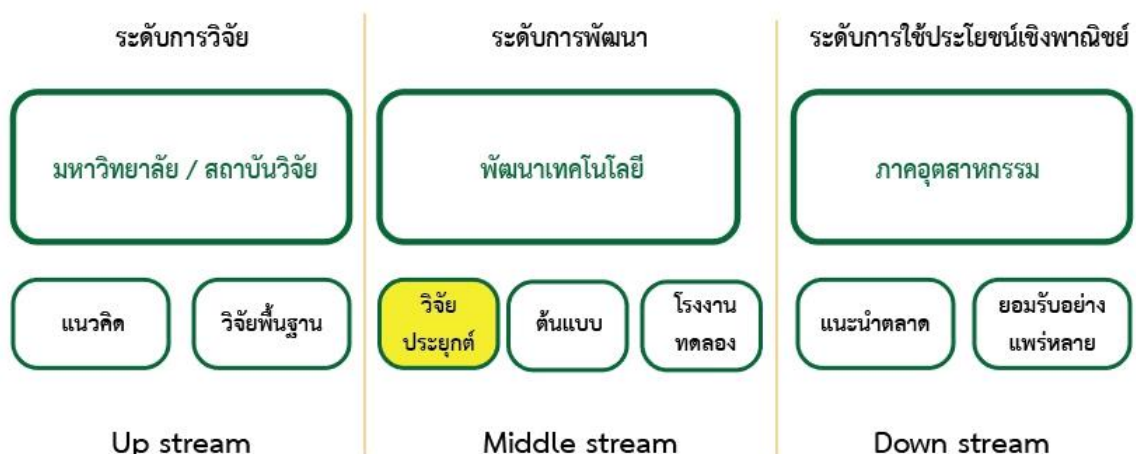 ระดับการวิจัย
ระดับการพัฒนา
ระดับการใช้ประโยชน์เชิงพาณิชย์
มหาวิทยาลัย / สถาบันวิจัย
พัฒนาเทคโนโลยี
ภาคอุตสาหกรรม
แนวคิด
วิจัยพื้นฐาน
วิจัย
ประยุกต์
ต้นแบบ
โรงงาน
ทดลอง
แนะนำตลาด
ยอมรับอย่าง
แพร่หลาย
Up stream
Middle stream
Down stream